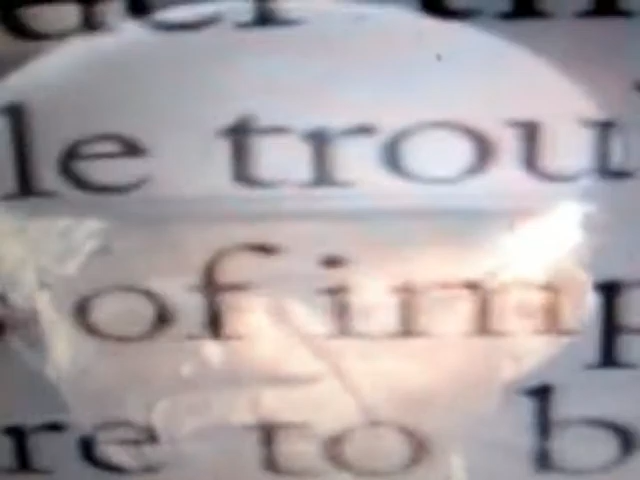 le trou
of imp
re to b